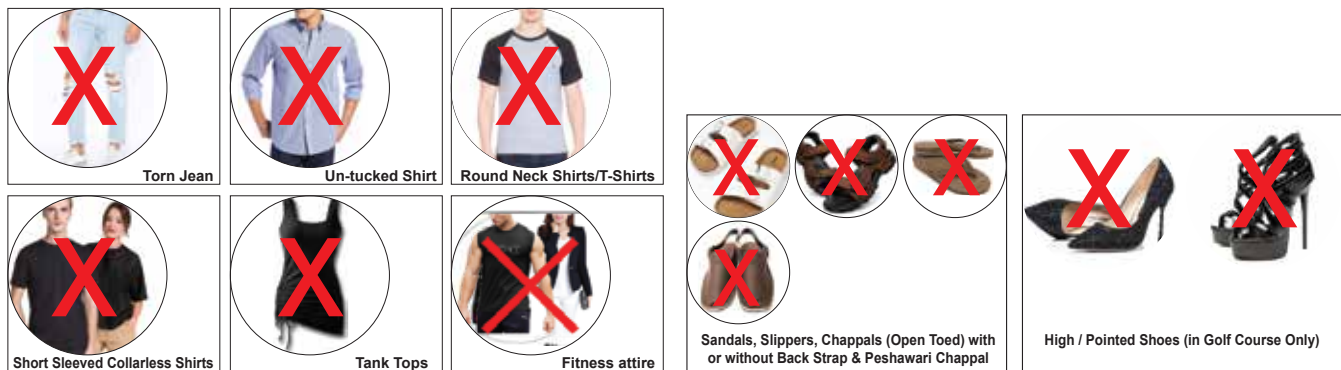 Torn Jean
Un-tucked Shirt
Round Neck Shirts/T-Shirts
Short Sleeved Collarless Shirts
Tank Tops
Fitness attire
Sandals, Slippers, Chappals (Open Toed) with
or without Back Strap & Peshawari Chappal
High / Pointed Shoes (in Golf Course Only)